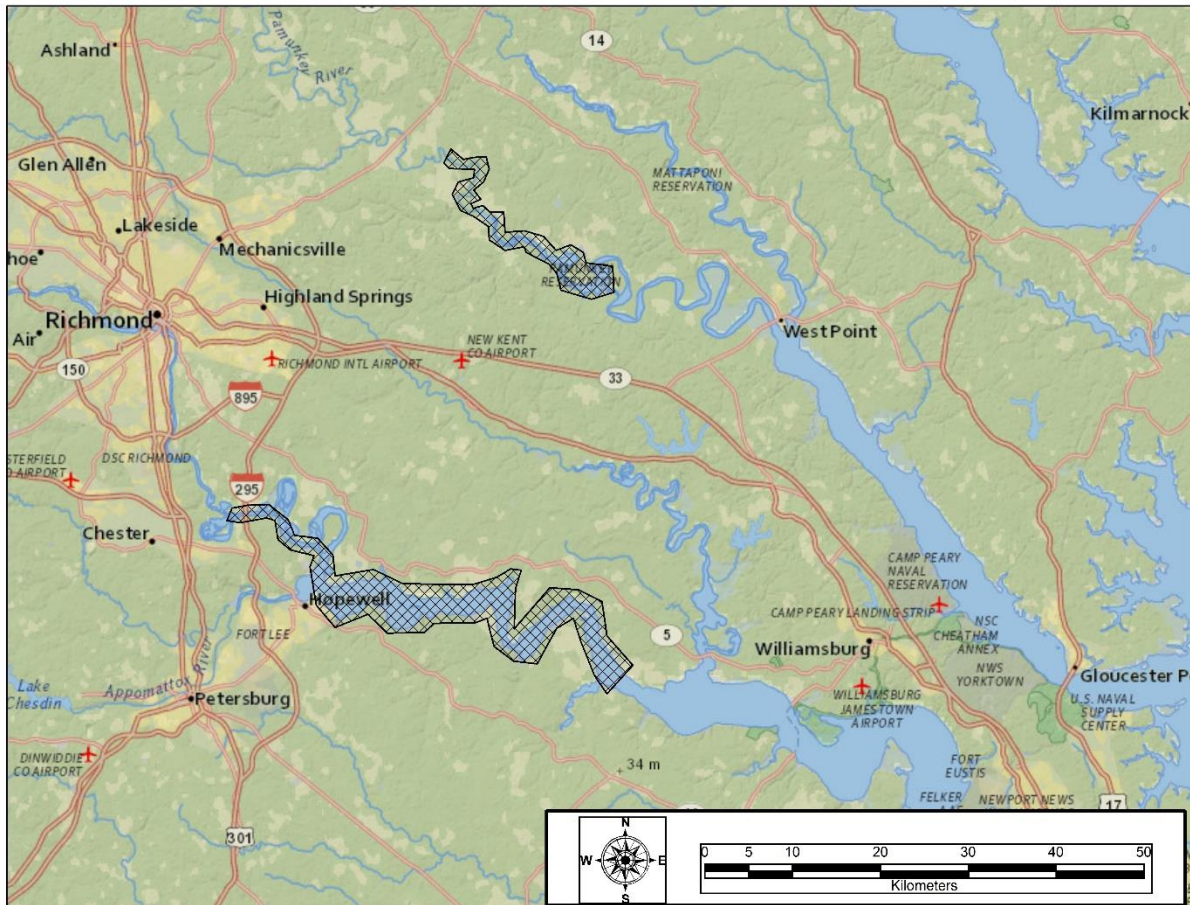 Ashland
Pamunkey
River
14
Kilmarnock
Glen Allen
MATTAPONI
RESERVATION
Lakeside
hoe
Mechanicsville
RESERVATION
Highland Springs
Richmond
Air
West Point
NEW KENT
CO AIRPORT
RICHMOND INTL AIRPORT
150
33
895
STERFIELD
O AIRPORT
DSC RICHMOND
295
Chester
CAMP PEARY
NAVAL
RESERVATION
Hopewell
CAMP PEARY LANDING STRIP
NSC
CHEATHAM
ANNEX
FORT LEE
5
Williamsburg
NWS
YORKTOWN
Gloucester P
Appomattox River
Lake
Chesdin
Petersburg
WILLIAMSBURG
JAMESTOWN
AIRPORT
U.S. NAVAL
SUPPLY
CENTER
DINWIDDIE
CO AIRPORT
34 m
FORT
EUSTIS
FELKER
NEWPORT NEWS
17
301
N
W E
S
0 5 10 20 30 40 50
Kilometers